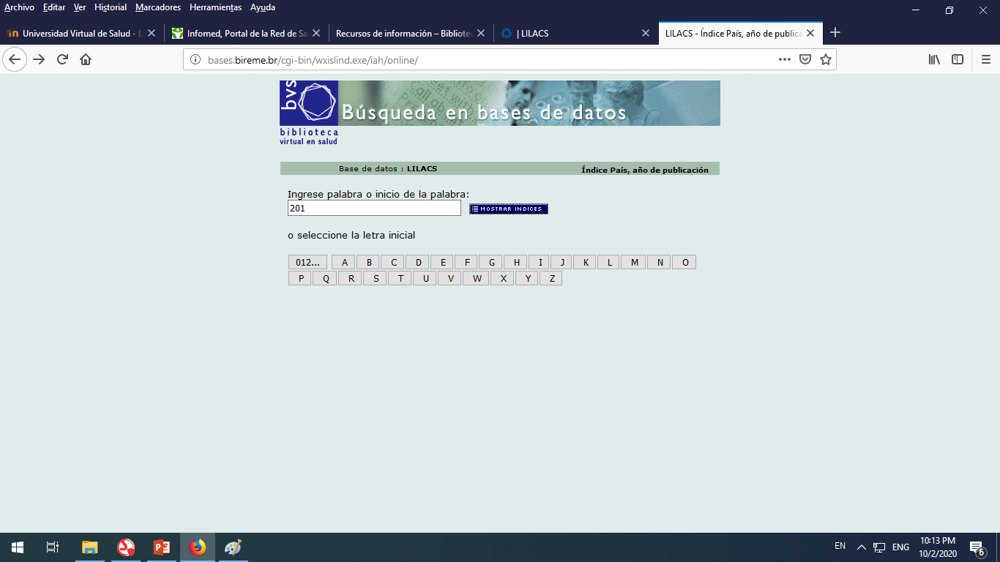 Archivo Editar Ver Historial Marcadores Herramientas Ayuda
Universidad Virtual de Salud - L Infomed, Portal de la Red de Sa Recursos de información – Bibliote | LILACS LILACS - Índice País, año de publica
bases.bireme.br/cgi-bin/wxislind.exe/iah/online/
bvs
Búsqueda en bases de datos
biblioteca
virtual en salud
Base de datos : LILACS Índice País, año de publicación
Ingrese palabra o inicio de la palabra:
201 MOSTRAR INDICES
o seleccione la letra inicial
012... A B C D E F G H I J K L M N O
P Q R S T U V W X Y Z
EN ENG 10:13 PM
10/2/2020 6